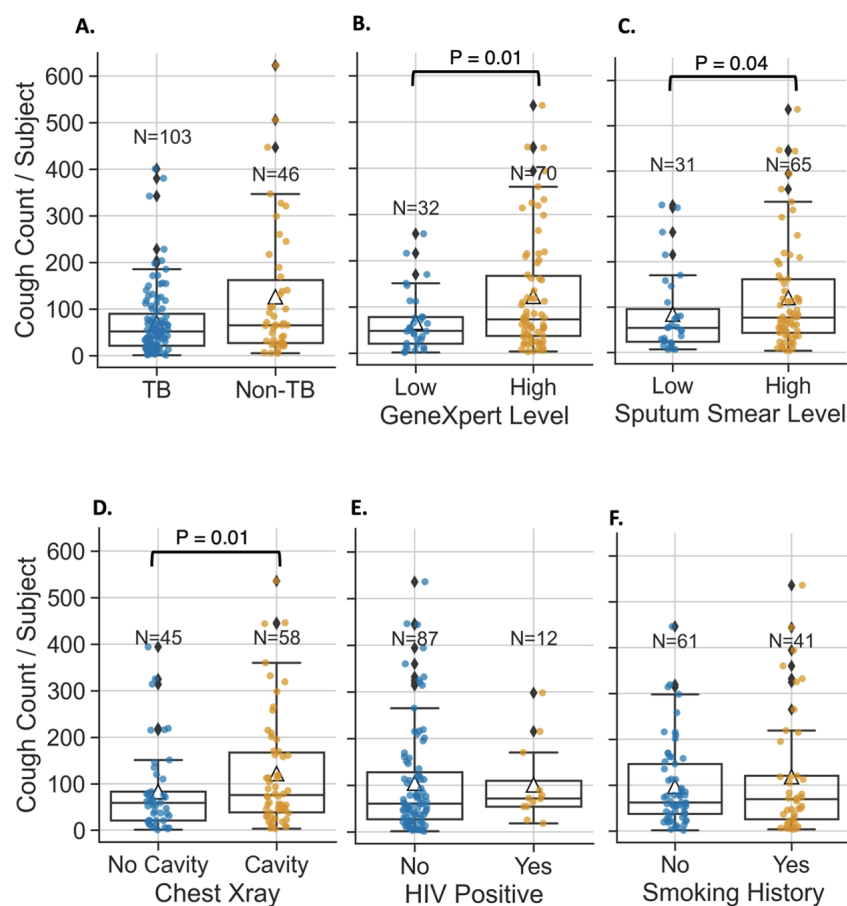 A.
B.
C.
P = 0.01
P = 0.04
Cough Count / Subject
600
500
400
300
200
100
0
N=103
N=46
N=32
N=70
N=31
N=65
TB
Non-TB
Low
High
Low
High
GeneXpert Level
Sputum Smear Level
D.
E.
F.
P = 0.01
Cough Count / Subject
600
500
400
300
200
100
0
N=45
N=58
N=87
N=12
N=61
N=41
No Cavity
Cavity
No
Yes
No
Yes
Chest Xray
HIV Positive
Smoking History